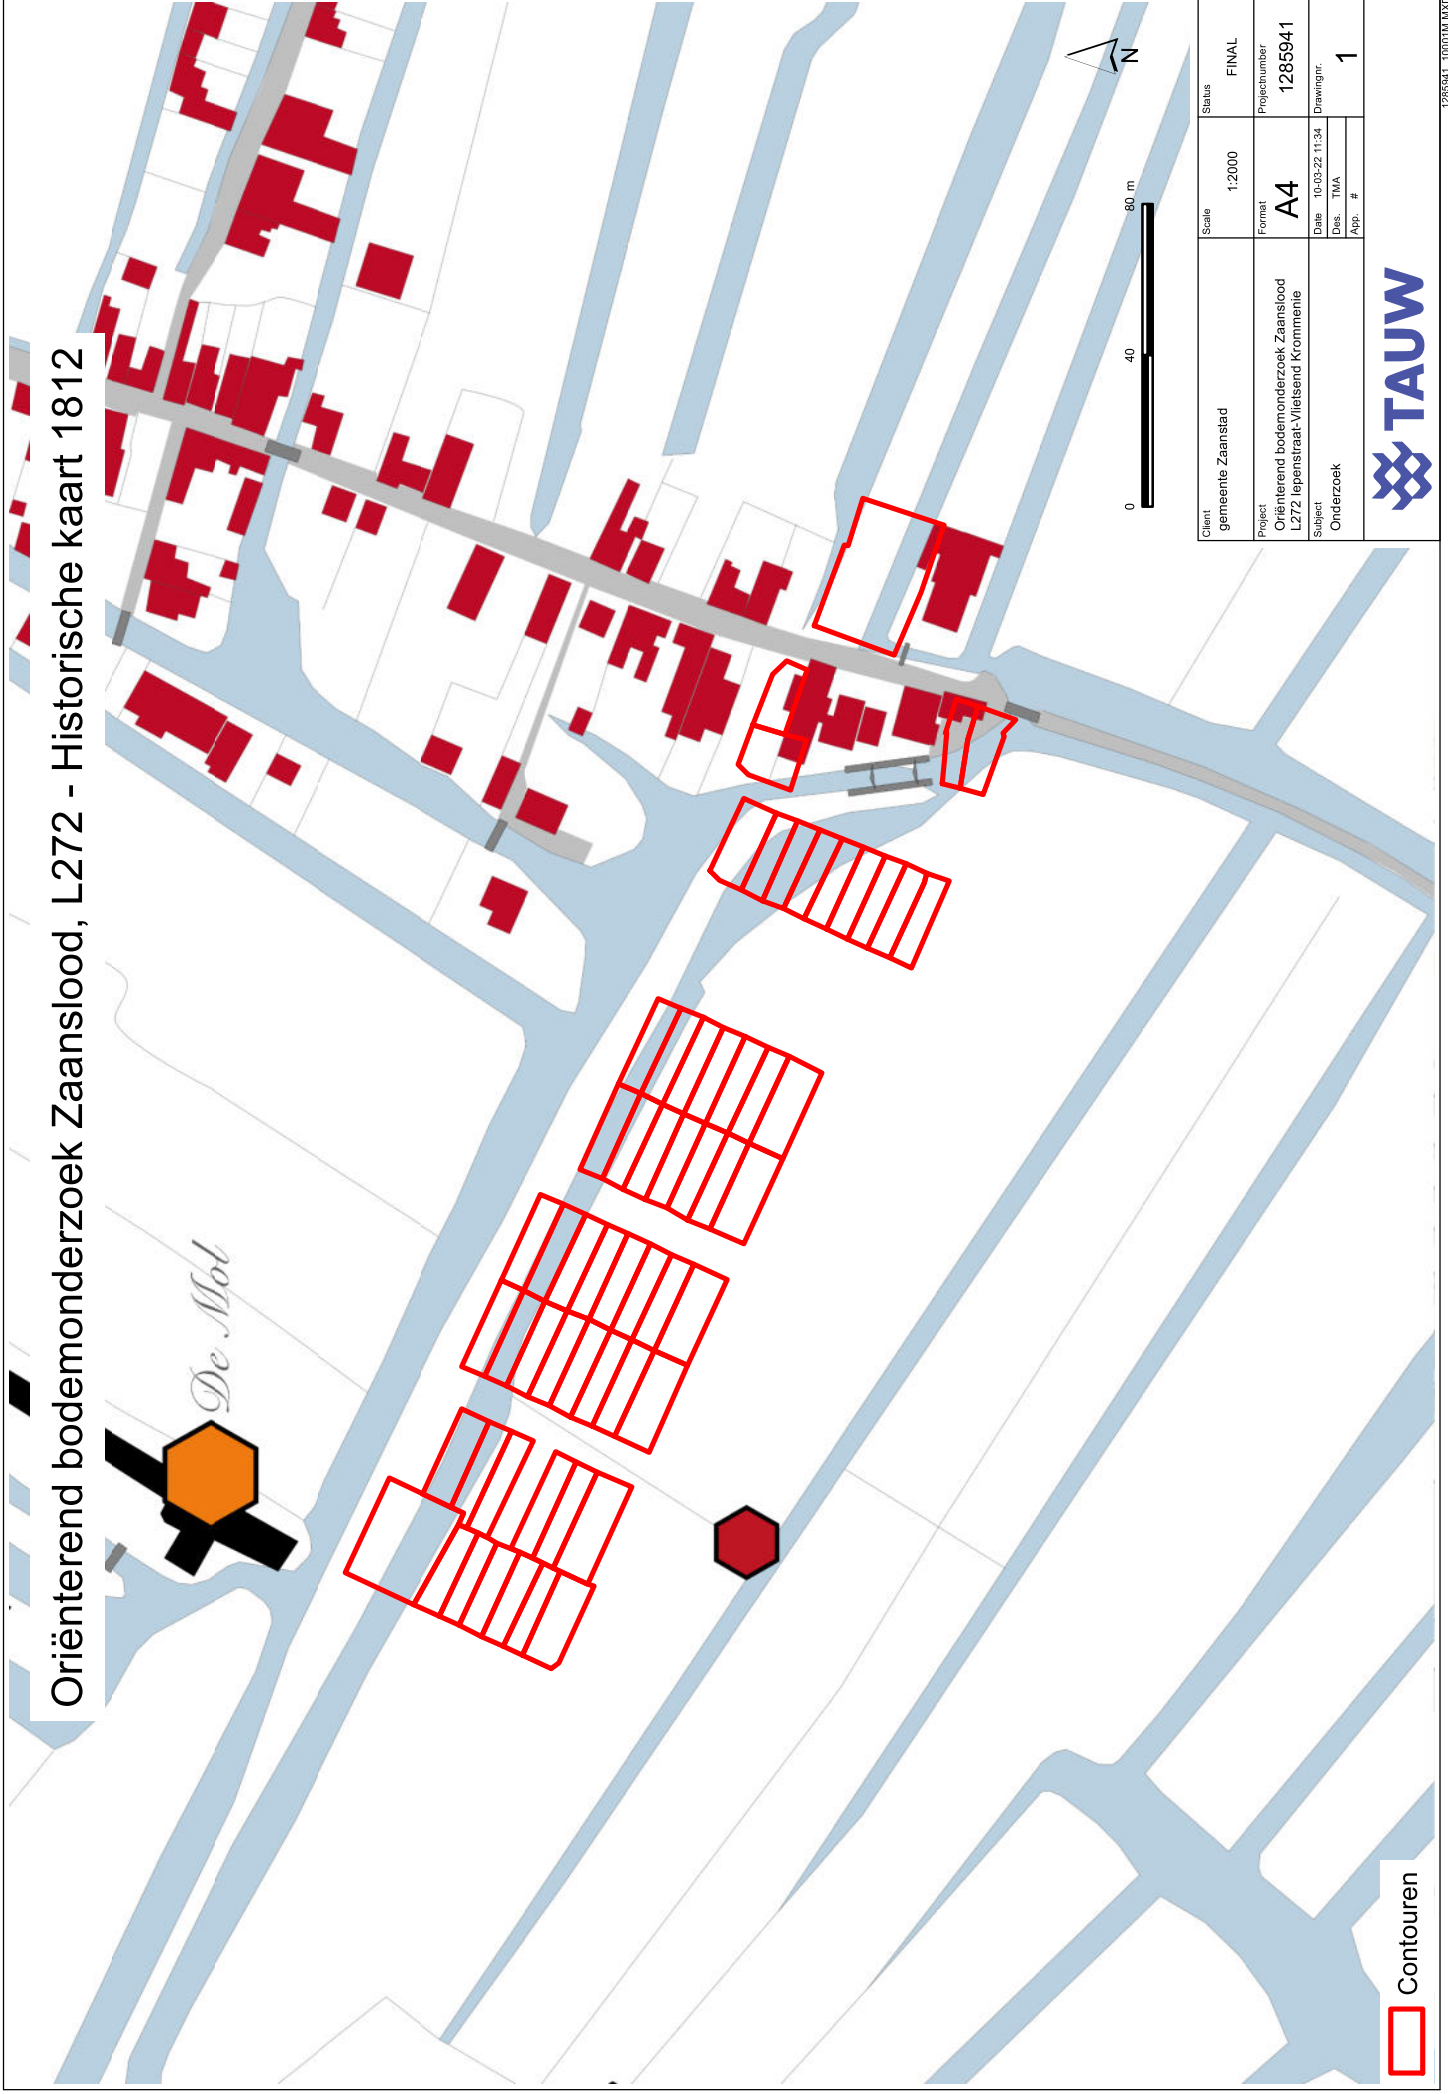 Oriënterend bodemonderzoek Zaanslood, L272 - Historische kaart 1812
De Mol
N
0 40 80 m
Contouren
Client
gemeente Zaanstad
Scale
1:2000
Status
FINAL
Project
Oriënterend bodemonderzoek Zaanslood
L272 Iepenstraat-Vlietsend Krommenie
Format
A4
Projectnumber
1285941
Subject
Onderzoek
Date 10-03-22 11:34
Des. TMA
App. #
Drawingnr.
1
TAUW